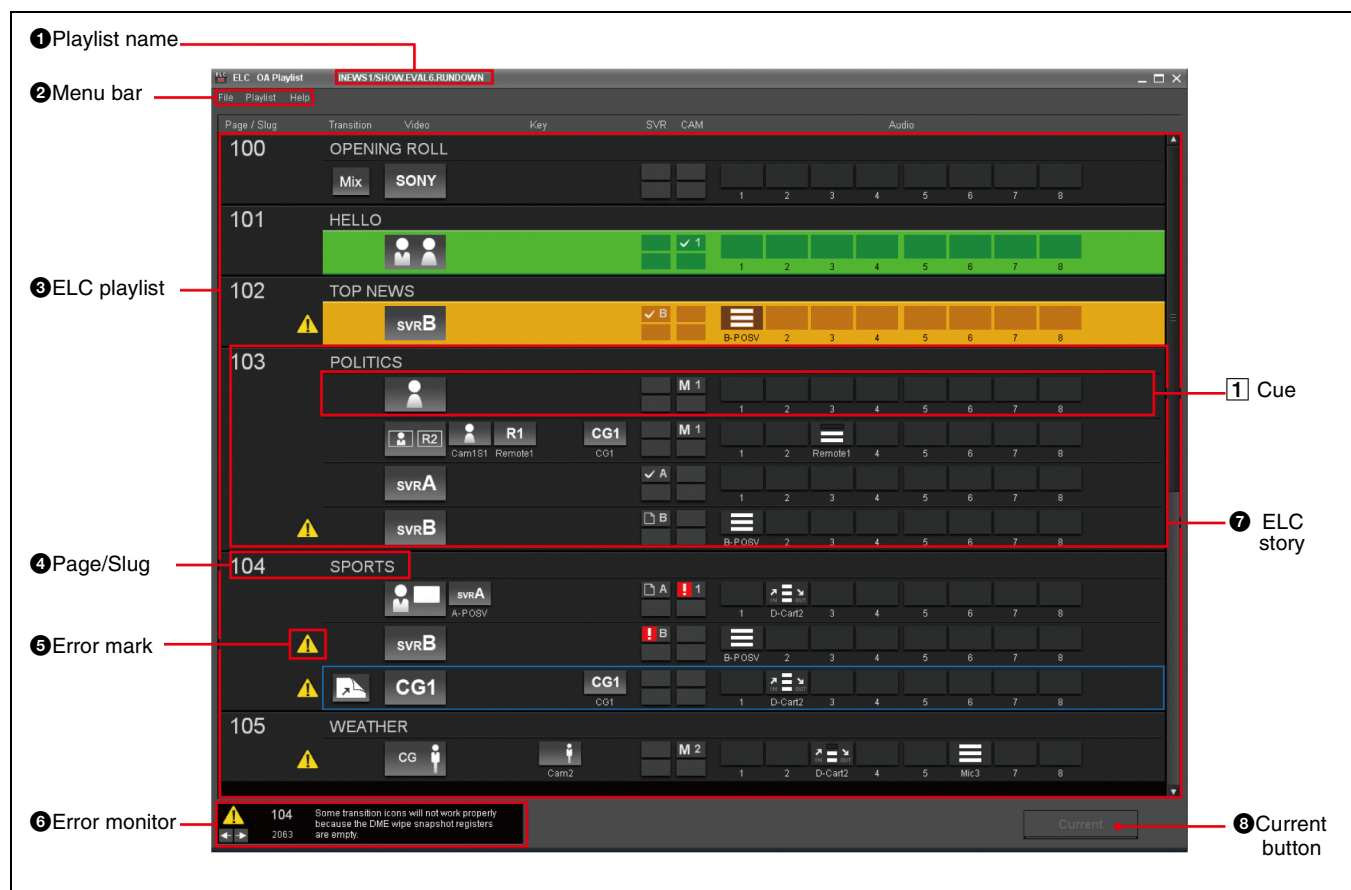 ❶Playlist name
ELC OA Playlist INEWS1/SHOW.EVAL6.RUNDOWN
❷Menu bar
File Playlist Help
Page / Slug Transition Video Key SVR CAM Audio
100 OPENING ROLL
Mix SONY
1 2 3 4 5 6 7 8
101 HELLO
✓ 1
1 2 3 4 5 6 7 8
❸ELC playlist
102 TOP NEWS
SVRB ✓ B
B-POSV 2 3 4 5 6 7 8
103 POLITICS
M 1
1 2 3 4 5 6 7 8
1 Cue
R2 R1 CG1 M 1
Cam1S1 Remote1 CG1 1 2 Remote1 4 5 6 7 8
SVRA ✓ A
1 2 3 4 5 6 7 8
SVRB B
B-POSV 2 3 4 5 6 7 8
❼ ELC
story
❹Page/Slug
104 SPORTS
SVRA A ! 1 IN OUT
A-POSV 1 D-Cart2 3 4 5 6 7 8
❺Error mark
SVRB ! B
B-POSV 2 3 4 5 6 7 8
CG1 CG1 IN OUT
CG1 1 D-Cart2 3 4 5 6 7 8
105 WEATHER
CG M 2 IN OUT
Cam2 1 2 D-Cart2 4 5 Mic3 7 8
❻Error monitor
104 Some transition icons will not work properly
because the DME wipe snapshot registers
2063 are empty.
Current
❽Current
button